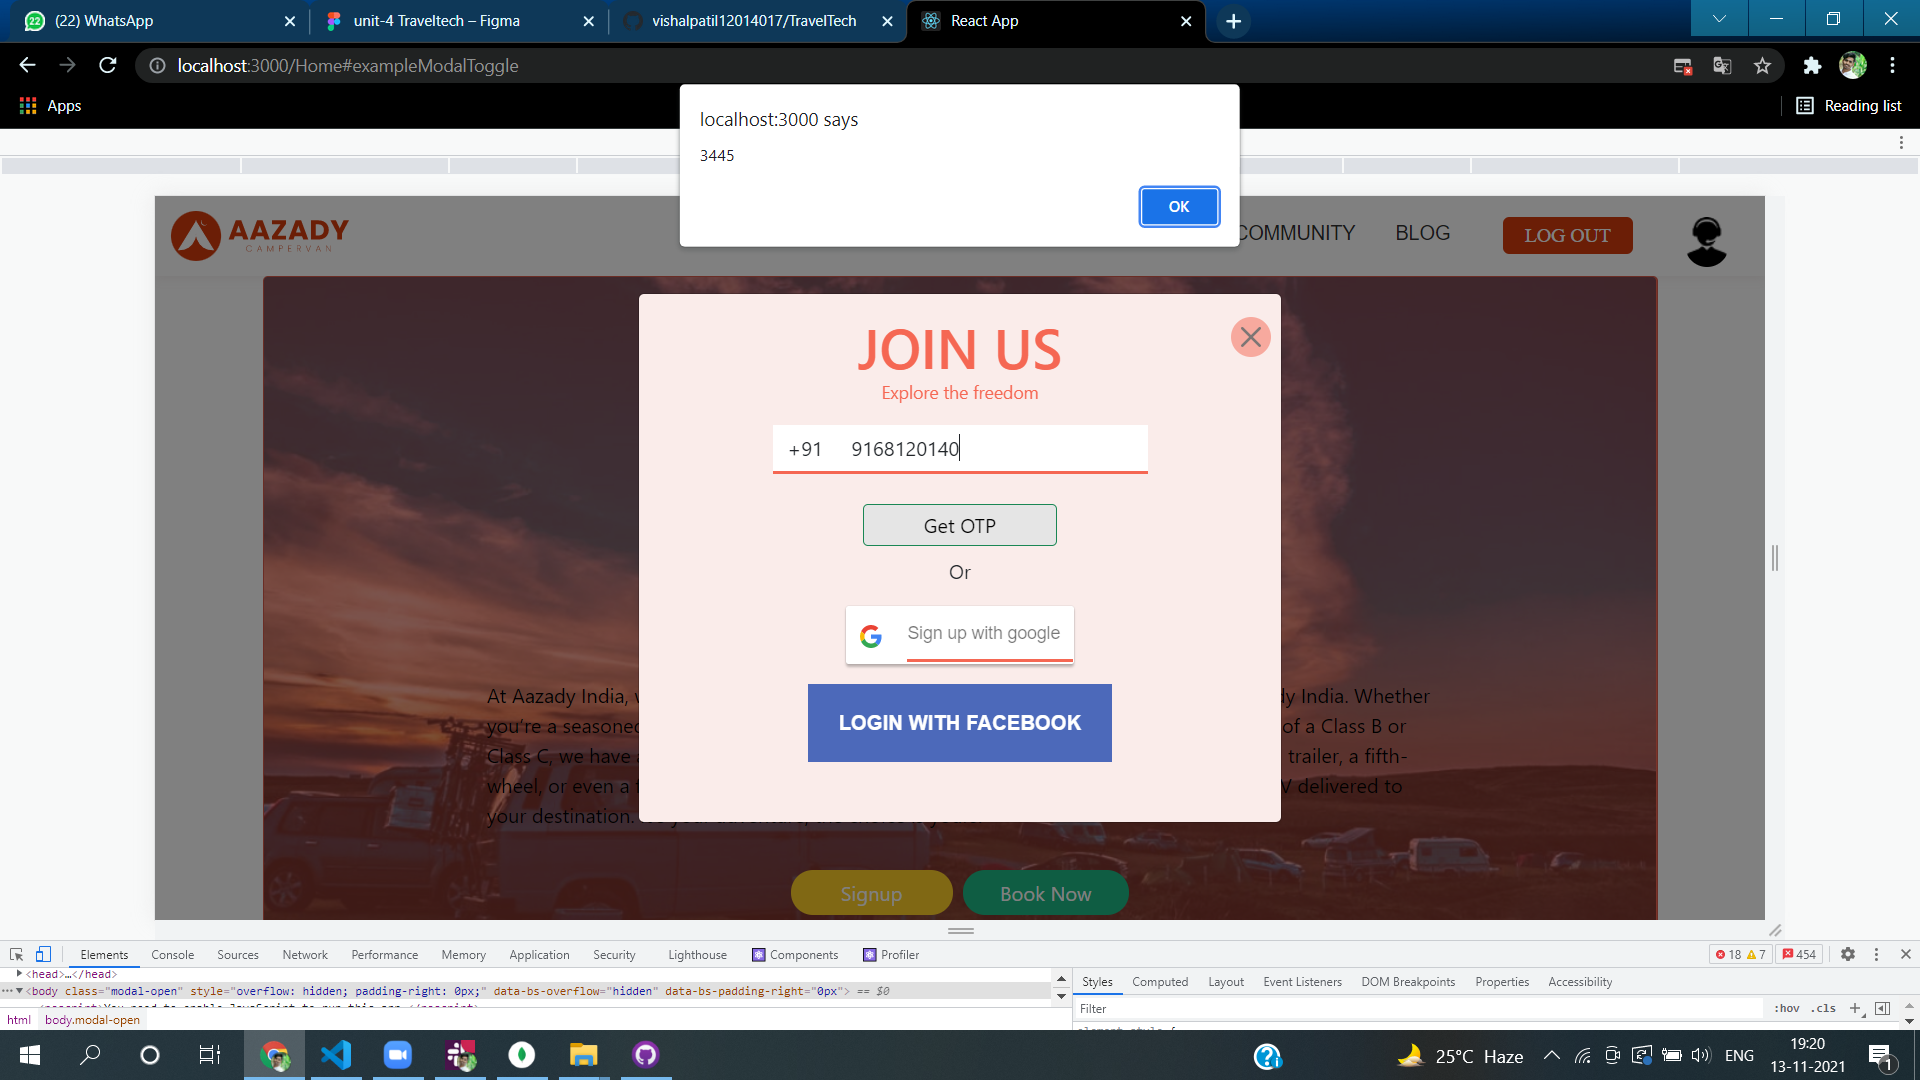 (22) WhatsApp
unit-4 Traveltech – Figma
vishalpatil12014017/TravelTech
React App
localhost:3000/Home#exampleModalToggle
Apps
Reading list
localhost:3000 says
3445
OK
AAZADY
CAMPERVAN
COMMUNITY
BLOG
LOG OUT
JOIN US
Explore the freedom
+91 9168120140
Get OTP
Or
Sign up with google
LOGIN WITH FACEBOOK
At Aazady India, dy India. Whether
you're a seasoned of a Class B or
Class C, we have trailer, a fifth-
wheel, or even a delivered to
your destination.
Signup
Book Now
Elements Console Sources Network Performance Memory Application Security Lighthouse Components Profiler
18 7 454
<head>…</head>
<body class="modal-open" style="overflow: hidden; padding-right: 0px;" data-bs-overflow="hidden" data-bs-padding-right="0px"> == $0
html body.modal-open
Styles Computed Layout Event Listeners DOM Breakpoints Properties Accessibility
Filter
:hov .cls
25°C Haze
ENG
19:20
13-11-2021
1